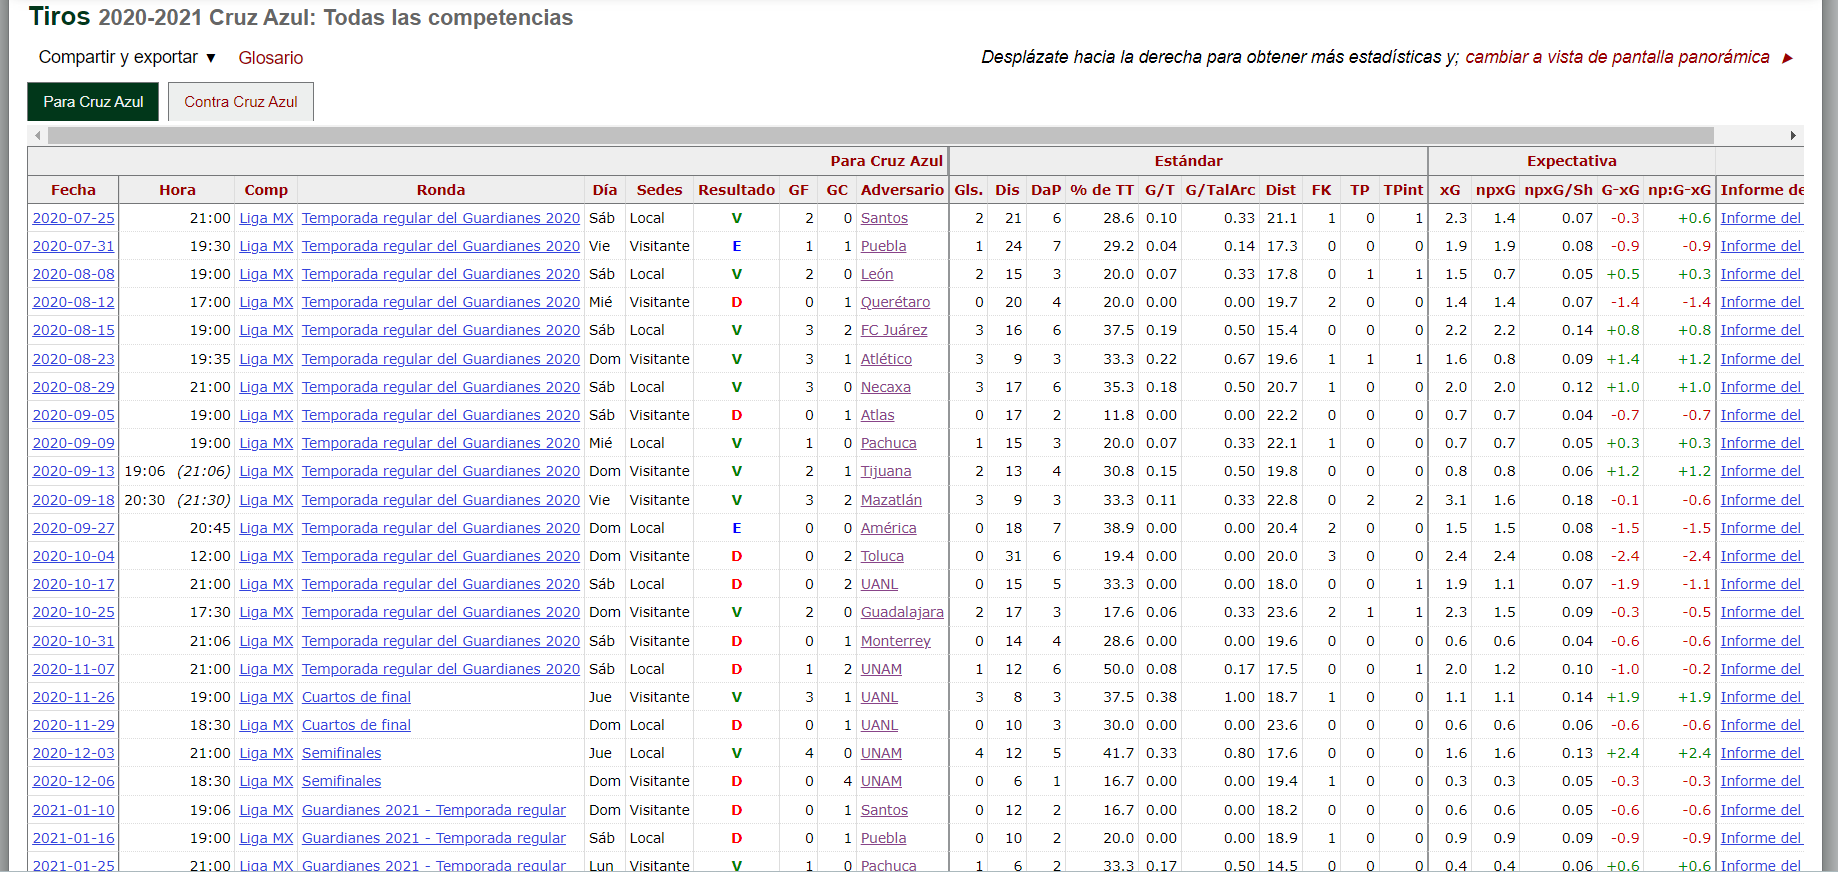 Tiros 2020-2021 Cruz Azul: Todas las competencias
Compartir y exportar ▼ Glosario Desplázate hacia la derecha para obtener más estadísticas y; cambiar a vista de pantalla panorámica ►
Para Cruz Azul Contra Cruz Azul
Para Cruz Azul Estándar Expectativa
Fecha Hora Comp Ronda Día Sedes Resultado GF GC Adversario Gls. Dis DaP % de TT G/T G/TalArc Dist FK TP TPint xG npxG npxG/Sh G-xG np:G-xG Informe de
2020-07-25 21:00 Liga MX Temporada regular del Guardianes 2020 Sáb Local V 2 0 Santos 2 21 6 28.6 0.10 0.33 21.1 1 0 1 2.3 1.4 0.07 -0.3 +0.6 Informe del
2020-07-31 19:30 Liga MX Temporada regular del Guardianes 2020 Vie Visitante E 1 1 Puebla 1 24 7 29.2 0.04 0.14 17.3 0 0 0 1.9 1.9 0.08 -0.9 -0.9 Informe del
2020-08-08 19:00 Liga MX Temporada regular del Guardianes 2020 Sáb Local V 2 0 León 2 15 3 20.0 0.07 0.33 17.8 0 1 1 1.5 0.7 0.05 +0.5 +0.3 Informe del
2020-08-12 17:00 Liga MX Temporada regular del Guardianes 2020 Mié Visitante D 0 1 Querétaro 0 20 4 20.0 0.00 0.00 19.7 2 0 0 1.4 1.4 0.07 -1.4 -1.4 Informe del
2020-08-15 19:00 Liga MX Temporada regular del Guardianes 2020 Sáb Local V 3 2 FC Juárez 3 16 6 37.5 0.19 0.50 15.4 0 0 0 2.2 2.2 0.14 +0.8 +0.8 Informe del
2020-08-23 19:35 Liga MX Temporada regular del Guardianes 2020 Dom Visitante V 3 1 Atlético 3 9 3 33.3 0.22 0.67 19.6 1 1 1 1.6 0.8 0.09 +1.4 +1.2 Informe del
2020-08-29 21:00 Liga MX Temporada regular del Guardianes 2020 Sáb Local V 3 0 Necaxa 3 17 6 35.3 0.18 0.50 20.7 1 0 0 2.0 2.0 0.12 +1.0 +1.0 Informe del
2020-09-05 19:00 Liga MX Temporada regular del Guardianes 2020 Sáb Visitante D 0 1 Atlas 0 17 2 11.8 0.00 0.00 22.2 0 0 0 0.7 0.7 0.04 -0.7 -0.7 Informe del
2020-09-09 19:00 Liga MX Temporada regular del Guardianes 2020 Mié Local V 1 0 Pachuca 1 15 3 20.0 0.07 0.33 22.1 1 0 0 0.7 0.7 0.05 +0.3 +0.3 Informe del
2020-09-13 19:06 (21:06) Liga MX Temporada regular del Guardianes 2020 Dom Visitante V 2 1 Tijuana 2 13 4 30.8 0.15 0.50 19.8 0 0 0 0.8 0.8 0.06 +1.2 +1.2 Informe del
2020-09-18 20:30 (21:30) Liga MX Temporada regular del Guardianes 2020 Vie Visitante V 3 2 Mazatlán 3 9 3 33.3 0.11 0.33 22.8 0 2 2 3.1 1.6 0.18 -0.1 -0.6 Informe del
2020-09-27 20:45 Liga MX Temporada regular del Guardianes 2020 Dom Local E 0 0 América 0 18 7 38.9 0.00 0.00 20.4 2 0 0 1.5 1.5 0.08 -1.5 -1.5 Informe del
2020-10-04 12:00 Liga MX Temporada regular del Guardianes 2020 Dom Visitante D 0 2 Toluca 0 31 6 19.4 0.00 0.00 20.0 3 0 0 2.4 2.4 0.08 -2.4 -2.4 Informe del
2020-10-17 21:00 Liga MX Temporada regular del Guardianes 2020 Sáb Local D 0 2 UANL 0 15 5 33.3 0.00 0.00 18.0 0 0 1 1.9 1.1 0.07 -1.9 -1.1 Informe del
2020-10-25 17:30 Liga MX Temporada regular del Guardianes 2020 Dom Visitante V 2 0 Guadalajara 2 17 3 17.6 0.06 0.33 23.6 2 1 1 2.3 1.5 0.09 -0.3 -0.5 Informe del
2020-10-31 21:06 Liga MX Temporada regular del Guardianes 2020 Sáb Visitante D 0 1 Monterrey 0 14 4 28.6 0.00 0.00 19.6 0 0 0 0.6 0.6 0.04 -0.6 -0.6 Informe del
2020-11-07 21:00 Liga MX Temporada regular del Guardianes 2020 Sáb Local D 1 2 UNAM 1 12 6 50.0 0.08 0.17 17.5 0 0 1 2.0 1.2 0.10 -1.0 -0.2 Informe del
2020-11-26 19:00 Liga MX Cuartos de final Jue Visitante V 3 1 UANL 3 8 3 37.5 0.38 1.00 18.7 1 0 0 1.1 1.1 0.14 +1.9 +1.9 Informe del
2020-11-29 18:30 Liga MX Cuartos de final Dom Local D 0 1 UANL 0 10 3 30.0 0.00 0.00 23.6 0 0 0 0.6 0.6 0.06 -0.6 -0.6 Informe del
2020-12-03 21:00 Liga MX Semifinales Jue Local V 4 0 UNAM 4 12 5 41.7 0.33 0.80 17.6 0 0 0 1.6 1.6 0.13 +2.4 +2.4 Informe del
2020-12-06 18:30 Liga MX Semifinales Dom Visitante D 0 4 UNAM 0 6 1 16.7 0.00 0.00 19.4 1 0 0 0.3 0.3 0.05 -0.3 -0.3 Informe del
2021-01-10 19:06 Liga MX Guardianes 2021 - Temporada regular Dom Visitante D 0 1 Santos 0 12 2 16.7 0.00 0.00 18.2 0 0 0 0.6 0.6 0.05 -0.6 -0.6 Informe del
2021-01-16 19:00 Liga MX Guardianes 2021 - Temporada regular Sáb Local D 0 1 Puebla 0 10 2 20.0 0.00 0.00 18.9 1 0 0 0.9 0.9 0.09 -0.9 -0.9 Informe del
2021-01-25 21:00 Liga MX Guardianes 2021 - Temporada regular Lun Visitante V 1 0 Pachuca 1 6 2 33.3 0.17 0.50 14.5 0 0 0 0.4 0.4 0.06 +0.6 +0.6 Informe del